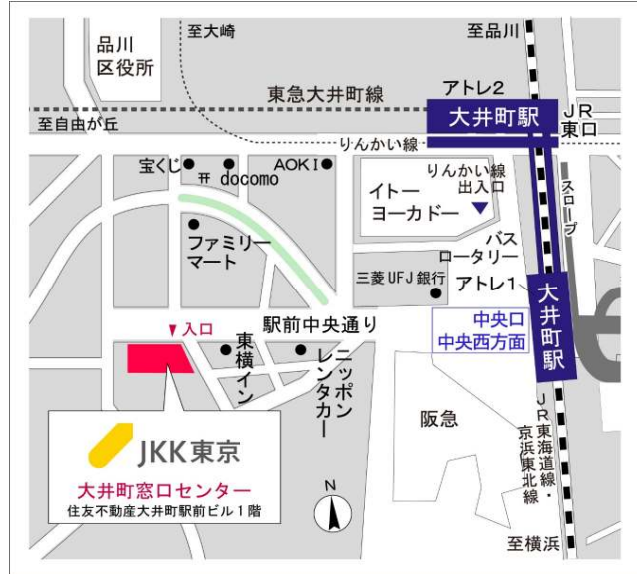 至大崎
至品川
品川
区役所
アトレ2
東急大井町線
大井町駅
JR
東口
至自由が丘
りんかい線
宝くじ
〒 docomo
AOKI
りんかい線
出入口
イトー
ヨーカドー
スロープ
ファミリー
マート
バス
ロータリー
三菱UFJ銀行
アトレ1
大井町駅
入口
駅前中央通り
中央口
中央西方面
東横イン
ニッポン
レンタカー
阪急
JR東海道線・
京浜東北線
JKK東京
大井町窓口センター
住友不動産大井町駅前ビル1階
N
至横浜